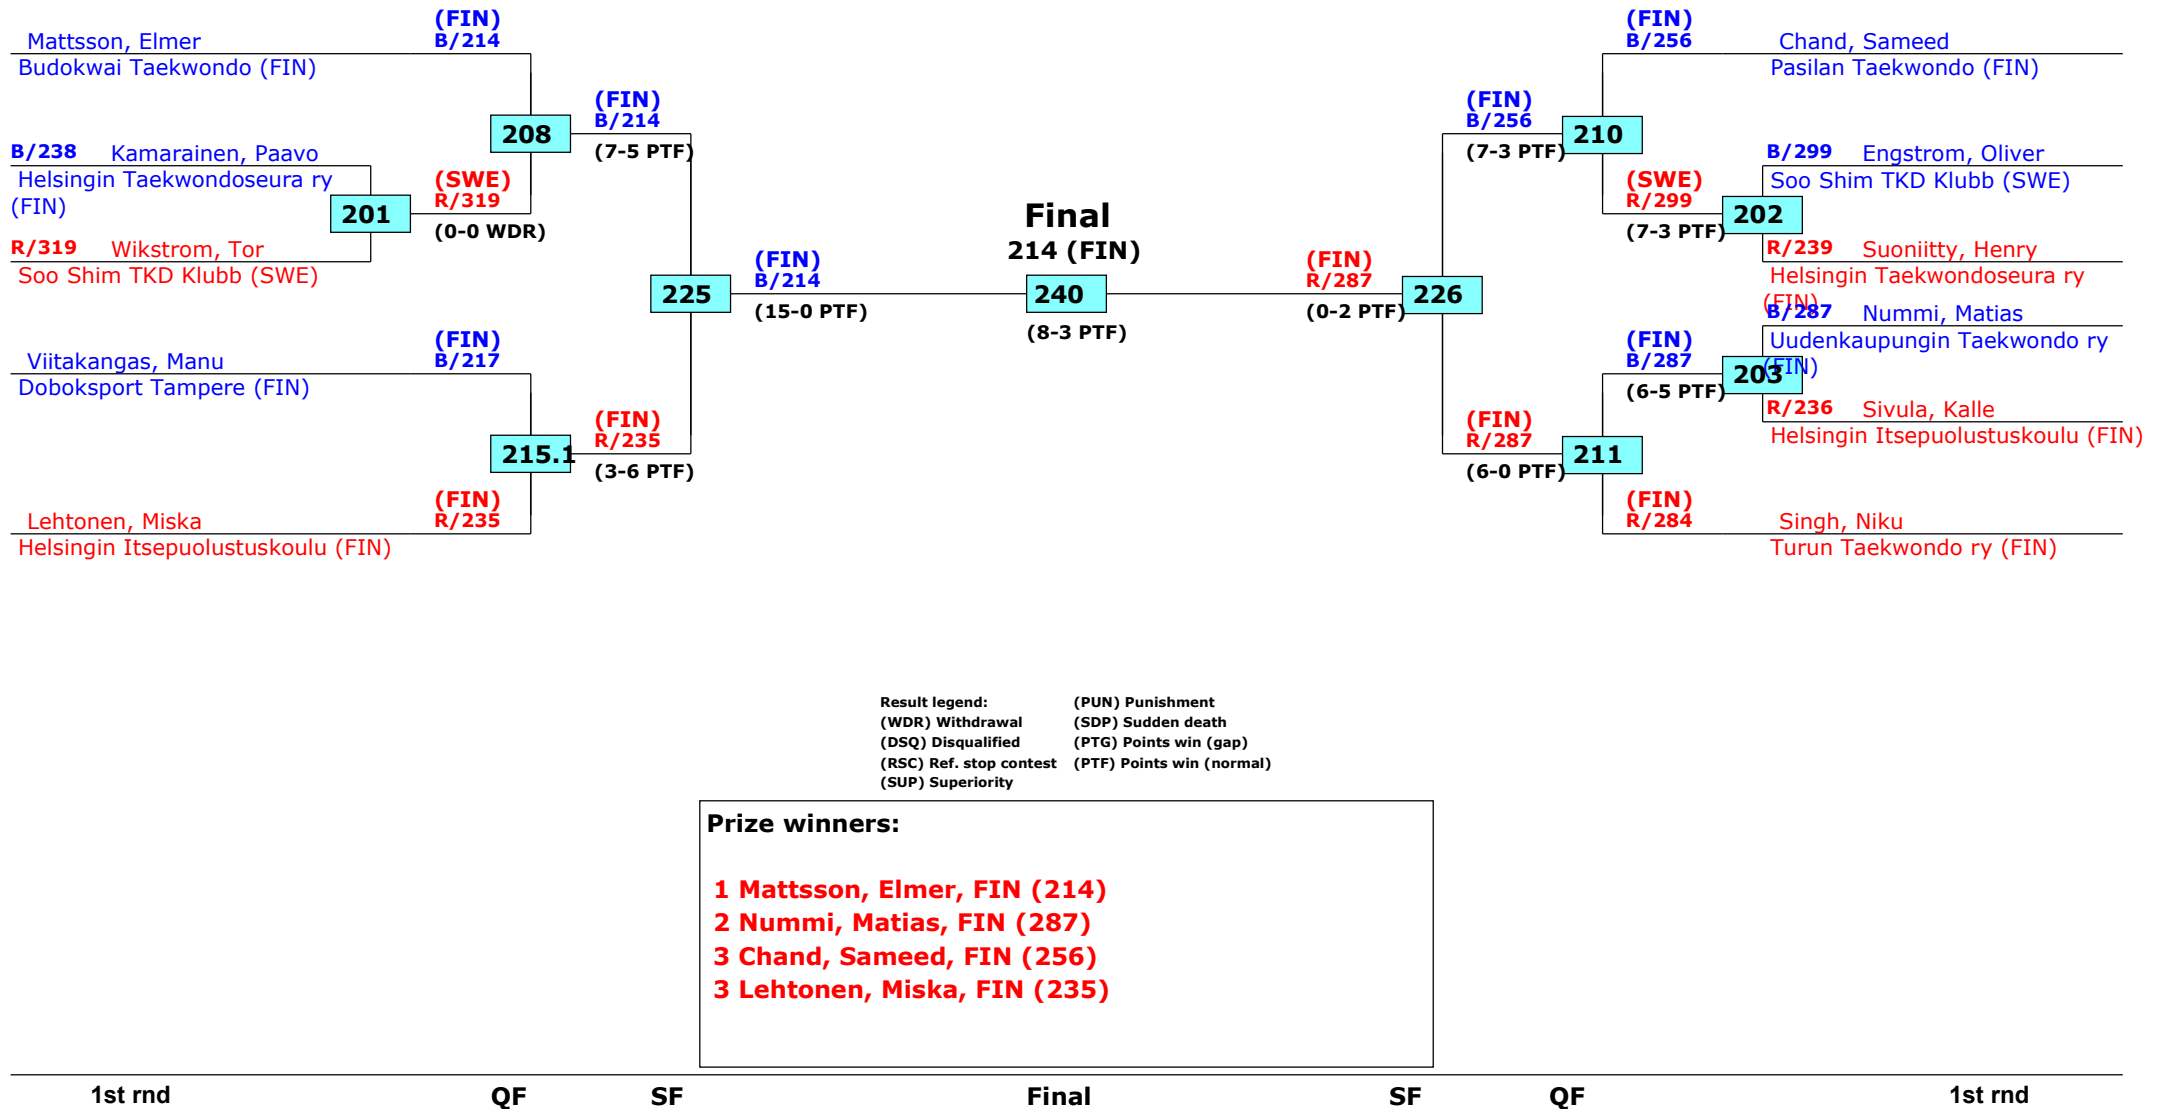 (FIN)
B/214
Mattsson, Elmer
Budokwai Taekwondo (FIN)
208
(FIN)
B/214
(7-5 PTF)
B/238 Kamarainen, Paavo
Helsingin Taekwondoseura ry
(FIN)
201
(SWE)
R/319
(0-0 WDR)
R/319 Wikstrom, Tor
Soo Shim TKD Klubb (SWE)
225
(FIN)
B/214
(15-0 PTF)
(FIN)
B/217
Viitakangas, Manu
Doboksport Tampere (FIN)
215.1
(FIN)
R/235
(3-6 PTF)
(FIN)
R/235
Lehtonen, Miska
Helsingin Itsepuolustuskoulu (FIN)
Final
214 (FIN)
240
(8-3 PTF)
(FIN)
B/256
Chand, Sameed
Pasilan Taekwondo (FIN)
(FIN)
B/256
(7-3 PTF)
210
B/299 Engstrom, Oliver
Soo Shim TKD Klubb (SWE)
(SWE)
R/299
(7-3 PTF)
202
R/239 Suoniitty, Henry
Helsingin Taekwondoseura ry
(FIN)
(FIN)
R/287
(0-2 PTF)
226
B/287 Nummi, Matias
Uudenkaupungin Taekwondo ry
(FIN)
(FIN)
B/287
(6-5 PTF)
203
R/236 Sivula, Kalle
Helsingin Itsepuolustuskoulu (FIN)
(FIN)
R/287
(6-0 PTF)
211
(FIN)
R/284
Singh, Niku
Turun Taekwondo ry (FIN)
Result legend: (PUN) Punishment
(WDR) Withdrawal (SDP) Sudden death
(DSQ) Disqualified (PTG) Points win (gap)
(RSC) Ref. stop contest (PTF) Points win (normal)
(SUP) Superiority
Prize winners:
1 Mattsson, Elmer, FIN (214)
2 Nummi, Matias, FIN (287)
3 Chand, Sameed, FIN (256)
3 Lehtonen, Miska, FIN (235)
1st rnd QF SF Final SF QF 1st rnd